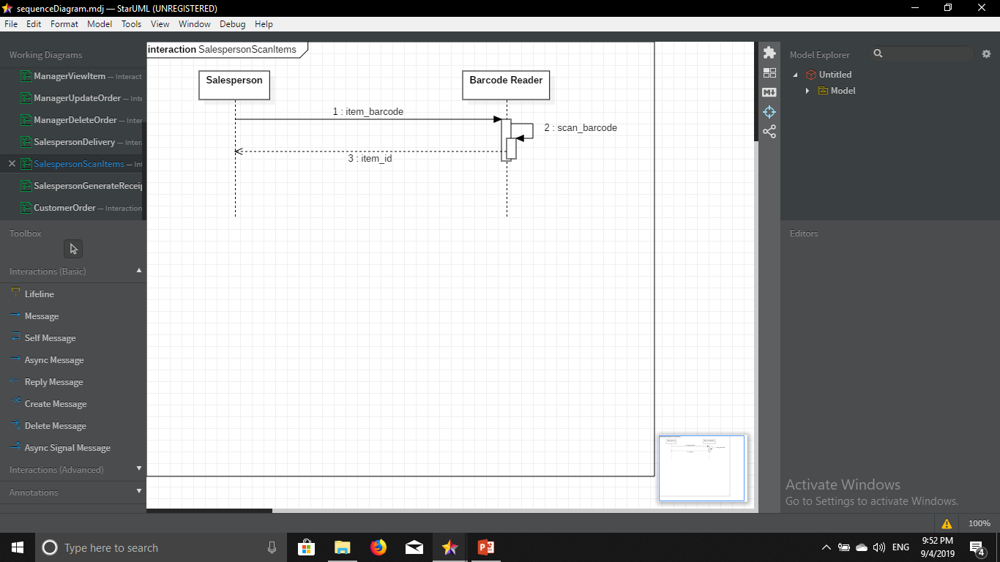 sequenceDiagram.mdj — StarUML (UNREGISTERED)
File Edit Format Model Tools View Window Debug Help
Working Diagrams
ManagerViewItem — Interact
ManagerUpdateOrder — Inte
ManagerDeleteOrder — Inter
SalespersonDelivery — Intera
SalespersonScanItems — Int
SalespersonGenerateReceip
CustomerOrder — Interaction
Toolbox
Interactions (Basic)
Lifeline
Message
Self Message
Async Message
Reply Message
Create Message
Delete Message
Async Signal Message
Interactions (Advanced)
Annotations
interaction SalespersonScanItems
Salesperson
Barcode Reader
1 : item_barcode
2 : scan_barcode
3 : item_id
Model Explorer
Untitled
Model
Editors
Activate Windows
Go to Settings to activate Windows.
100%
Type here to search
ENG
9:52 PM
9/4/2019
4